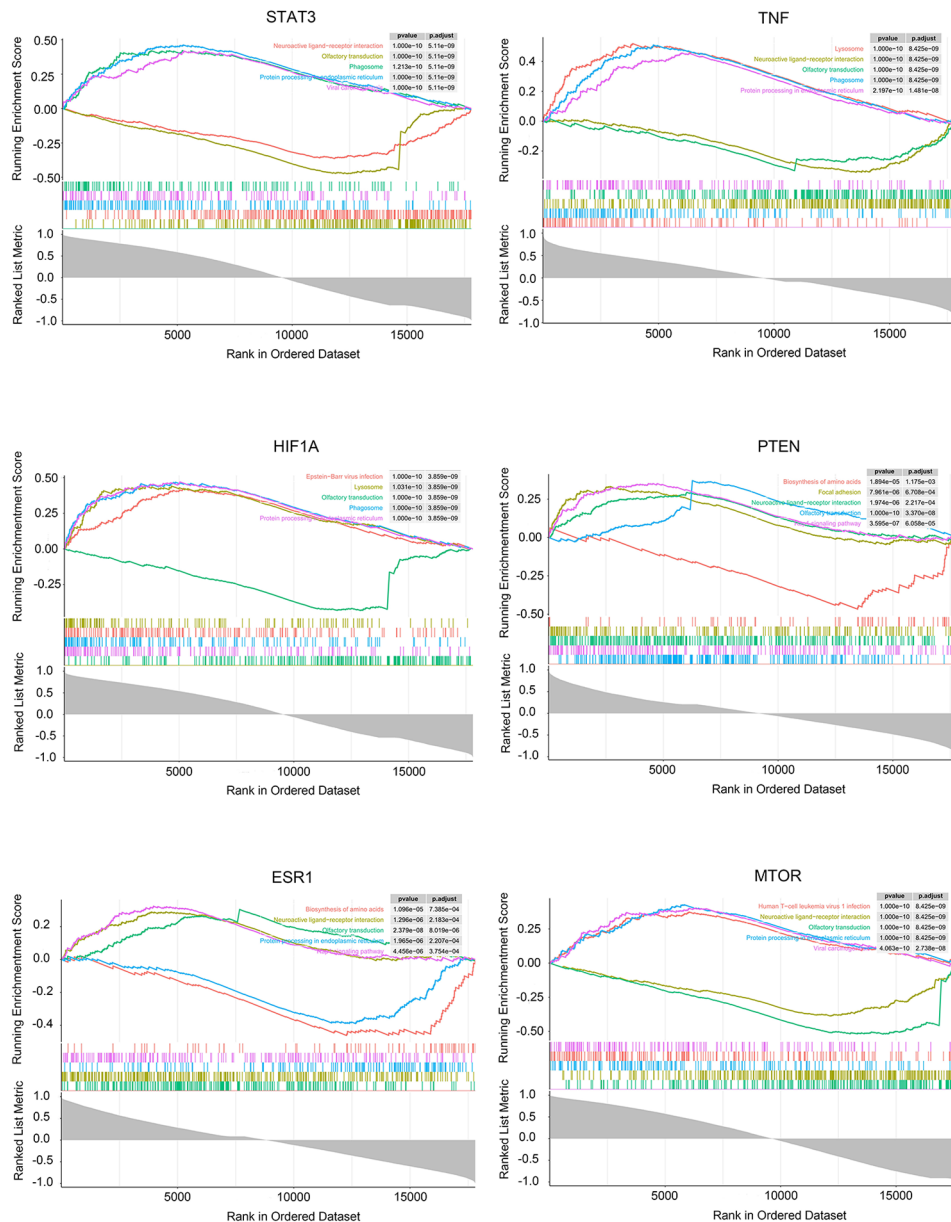 STAT3
pvalue p.adjust
Neuroactive ligand-receptor interaction 1.000e-10 5.11e-09
Olfactory transduction 1.000e-10 5.11e-09
Phagosome 1.213e-10 5.11e-09
Protein processing in endoplasmic reticulum 1.000e-10 5.11e-09
Viral 1.000e-10 5.11e-09
Running Enrichment Score
0.50
0.25
0.00
-0.25
-0.50
Ranked List Metric
1.0
0.5
0.0
-0.5
-1.0
5000 10000 15000
Rank in Ordered Dataset
TNF
pvalue p.adjust
Lysosome 1.000e-10 8.425e-09
Neuroactive ligand-receptor interaction 1.000e-10 8.425e-09
Olfactory transduction 1.000e-10 8.425e-09
Phagosome 1.000e-10 8.425e-09
Protein processing in endoplasmic reticulum 2.197e-10 1.481e-08
Running Enrichment Score
0.4
0.2
0.0
-0.2
Ranked List Metric
1.0
0.5
0.0
-0.5
-1.0
5000 10000 15000
Rank in Ordered Dataset
HIF1A
Epstein-Barr virus infection 1.000e-10 3.859e-09
Lysosome 1.031e-10 3.859e-09
Olfactory transduction 1.000e-10 3.859e-09
Phagosome 1.000e-10 3.859e-09
Protein processing in endoplasmic reticulum 1.000e-10 3.859e-09
Running Enrichment Score
0.50
0.25
0.00
-0.25
Ranked List Metric
1.0
0.5
0.0
-0.5
-1.0
5000 10000 15000
Rank in Ordered Dataset
PTEN
pvalue p.adjust
Biosynthesis of amino acids 1.894e-05 1.175e-03
Focal adhesion 7.961e-06 6.708e-04
Neuroactive ligand-receptor interaction 1.974e-06 2.217e-04
Olfactory transduction 1.000e-10 3.370e-08
signaling pathway 3.595e-07 6.058e-05
Running Enrichment Score
0.25
0.00
-0.25
-0.50
Ranked List Metric
1.0
0.5
0.0
-0.5
-1.0
5000 10000 15000
Rank in Ordered Dataset
ESR1
pvalue p.adjust
Biosynthesis of amino acids 1.096e-05 7.385e-04
Neuroactive ligand-receptor interaction 1.296e-06 2.183e-04
Olfactory transduction 2.379e-08 8.019e-06
Protein processing in endoplasmic reticulum 1.965e-06 2.207e-04
signaling pathway 4.456e-06 3.754e-04
Running Enrichmentment Score
0.2
0.0
-0.2
-0.4
Ranked List Metric
1.0
0.5
0.0
-0.5
-1.0
5000 10000 15000
Rank in Ordered Dataset
MTOR
pvalue p.adjust
Human T-cell leukemia virus 1 infection 1.000e-10 8.425e-09
Neuroactive ligand-receptor interaction 1.000e-10 8.425e-09
Olfactory transduction 1.000e-10 8.425e-09
Protein processing in endoplasmic reticulum 1.000e-10 8.425e-09
Viral 4.063e-10 2.738e-08
Running Enrichment Score
0.25
0.00
-0.25
-0.50
Ranked List Metric
1.0
0.5
0.0
-0.5
-1.0
5000 10000 15000
Rank in Ordered Dataset